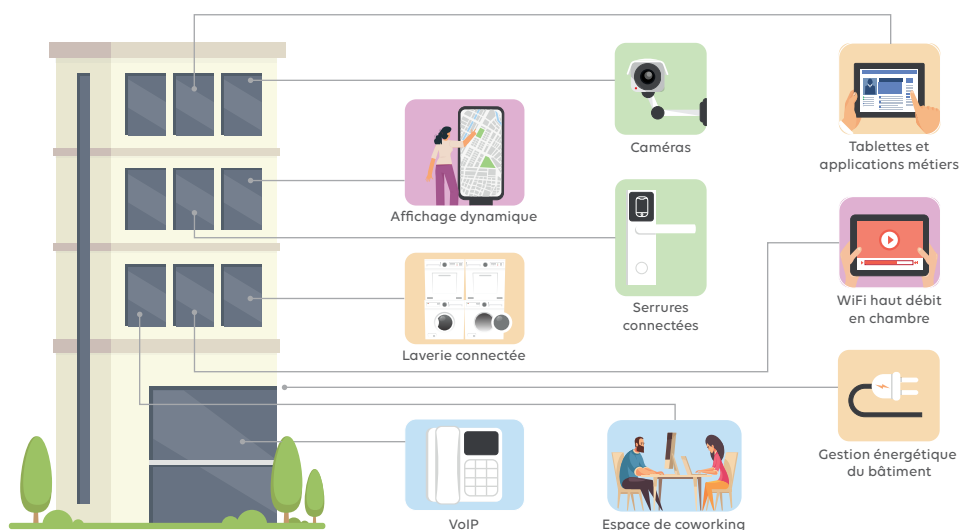 Caméras
Tablettes et
applications métiers
Affichage dynamique
Serrures
connectées
WiFi haut débit
en chambre
Laverie connectée
Gestion énergétique
du bâtiment
VoIP
Espace de coworking